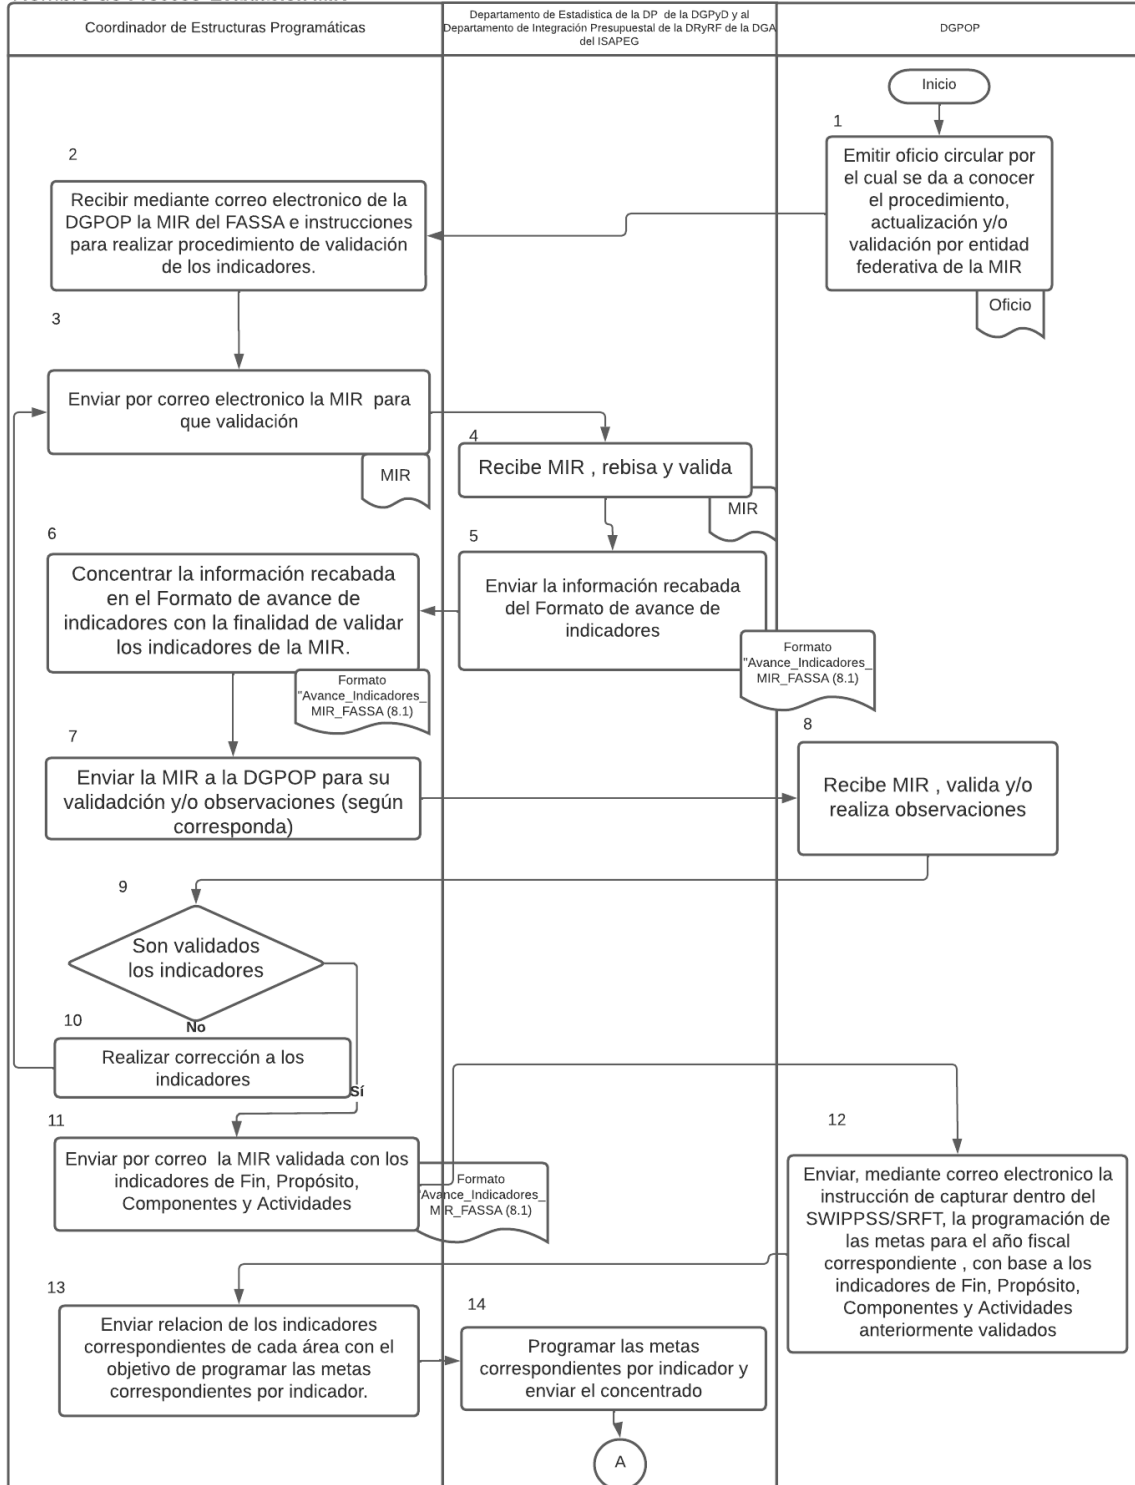 Coordinador de Estructuras Programáticas
Departamento de Estadistica de la DP de la DGPyD y al
Departamento de Integración Presupuestal de la DRyRF de la DGA
del ISAPEG
DGPOP
Inicio
1
Emitir oficio circular por
el cual se da a conocer
el procedimiento,
actualización y/o
validación por entidad
federativa de la MIR
Oficio
2
Recibir mediante correo electronico de la
DGPOP la MIR del FASSA e instrucciones
para realizar procedimiento de validación
de los indicadores.
3
Enviar por correo electronico la MIR para
que validación
MIR
4
Recibe MIR , rebisa y valida
MIR
5
Enviar la información recabada
del Formato de avance de
indicadores
Formato
"Avance_Indicadores_
MIR_FASSA (8.1)
6
Concentrar la información recabada
en el Formato de avance de
indicadores con la finalidad de validar
los indicadores de la MIR.
Formato
"Avance_Indicadores_
MIR_FASSA (8.1)
7
Enviar la MIR a la DGPOP para su
validadción y/o observaciones (según
corresponda)
8
Recibe MIR , valida y/o
realiza observaciones
9
Son validados
los indicadores
No
Sí
10
Realizar corrección a los
indicadores
11
Enviar por correo la MIR validada con los
indicadores de Fin, Propósito,
Componentes y Actividades
Formato
"Avance_Indicadores_
MIR_FASSA (8.1)
12
Enviar, mediante correo electronico la
instrucción de capturar dentro del
SWIPPSS/SRFT, la programación de
las metas para el año fiscal
correspondiente , con base a los
indicadores de Fin, Propósito,
Componentes y Actividades
anteriormente validados
13
Enviar relacion de los indicadores
correspondientes de cada área con el
objetivo de programar las metas
correspondientes por indicador.
14
Programar las metas
correspondientes por indicador y
enviar el concentrado
A